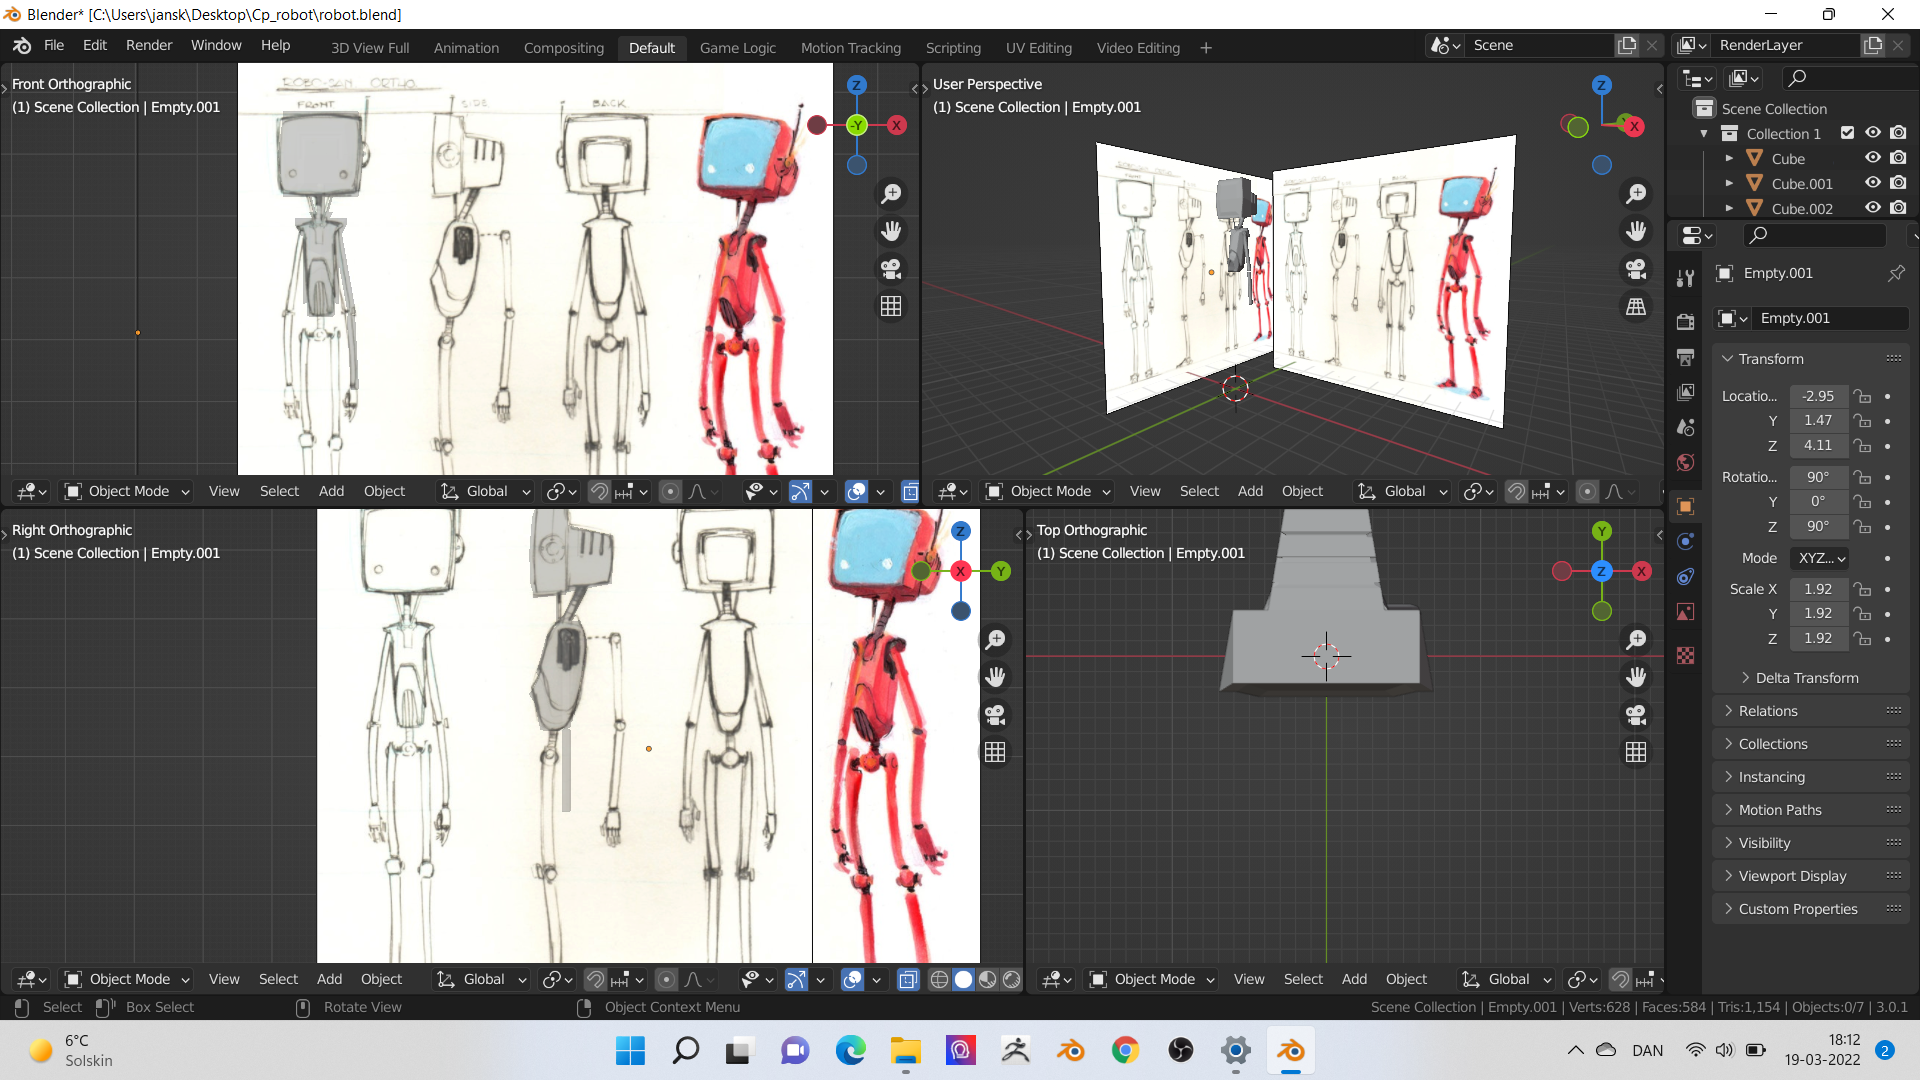 Blender* [C:\Users\jansk\Desktop\Cp_robot\robot.blend]
File Edit Render Window Help 3D View Full Animation Compositing Default Game Logic Motion Tracking Scripting UV Editing Video Editing + Scene RenderLayer
Front Orthographic
(1) Scene Collection | Empty.001
ROBO-SAN ORTHO
FRONT SIDE BACK
Z
-Y X
User Perspective
(1) Scene Collection | Empty.001
Z
X
Scene Collection
Collection 1
Cube
Cube.001
Cube.002
Object Mode View Select Add Object Global
Object Mode View Select Add Object Global
Right Orthographic
(1) Scene Collection | Empty.001
Z
X Y
Top Orthographic
(1) Scene Collection | Empty.001
Y
Z X
Empty.001
Empty.001
Transform
Locatio... -2.95
Y 1.47
Z 4.11
Rotatio... 90°
Y 0°
Z 90°
Mode XYZ...
Scale X 1.92
Y 1.92
Z 1.92
Delta Transform
Relations
Collections
Instancing
Motion Paths
Visibility
Viewport Display
Custom Properties
Object Mode View Select Add Object Global
Object Mode View Select Add Object Global
Select Box Select Rotate View Object Context Menu
Scene Collection | Empty.001 | Verts:628 | Faces:584 | Tris:1,154 | Objects:0/7 | 3.0.1
6°C
Solskin
DAN
18:12
19-03-2022
2